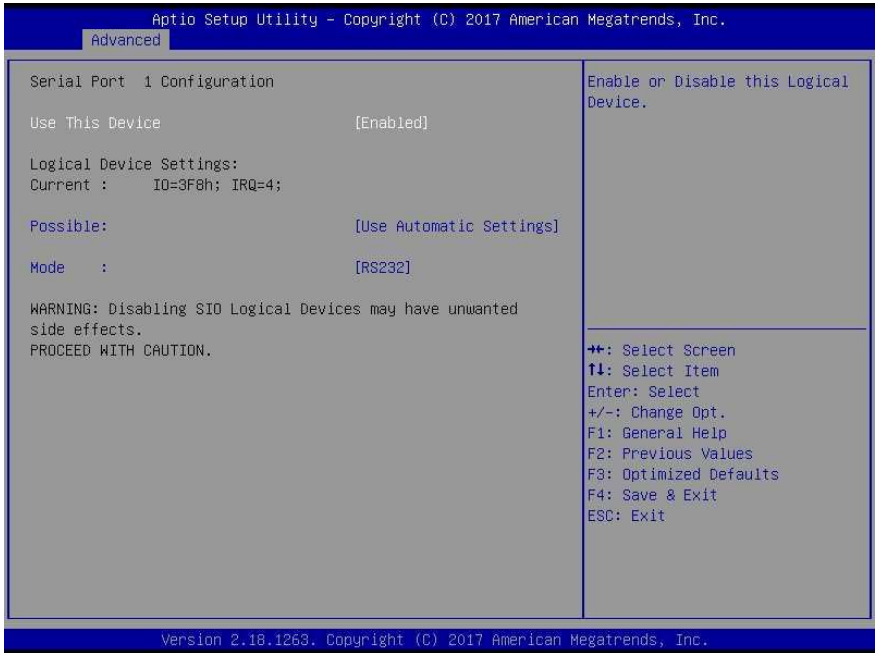 Aptio Setup Utility – Copyright (C) 2017 American Megatrends, Inc.
Advanced
Serial Port 1 Configuration
Use This Device [Enabled]
Logical Device Settings:
Current : IO=3F8h; IRQ=4;
Possible: [Use Automatic Settings]
Mode : [RS232]
WARNING: Disabling SIO Logical Devices may have unwanted
side effects.
PROCEED WITH CAUTION.
Enable or Disable this Logical
Device.
→←: Select Screen
↑↓: Select Item
Enter: Select
+/-: Change Opt.
F1: General Help
F2: Previous Values
F3: Optimized Defaults
F4: Save & Exit
ESC: Exit
Version 2.18.1263. Copyright (C) 2017 American Megatrends, Inc.